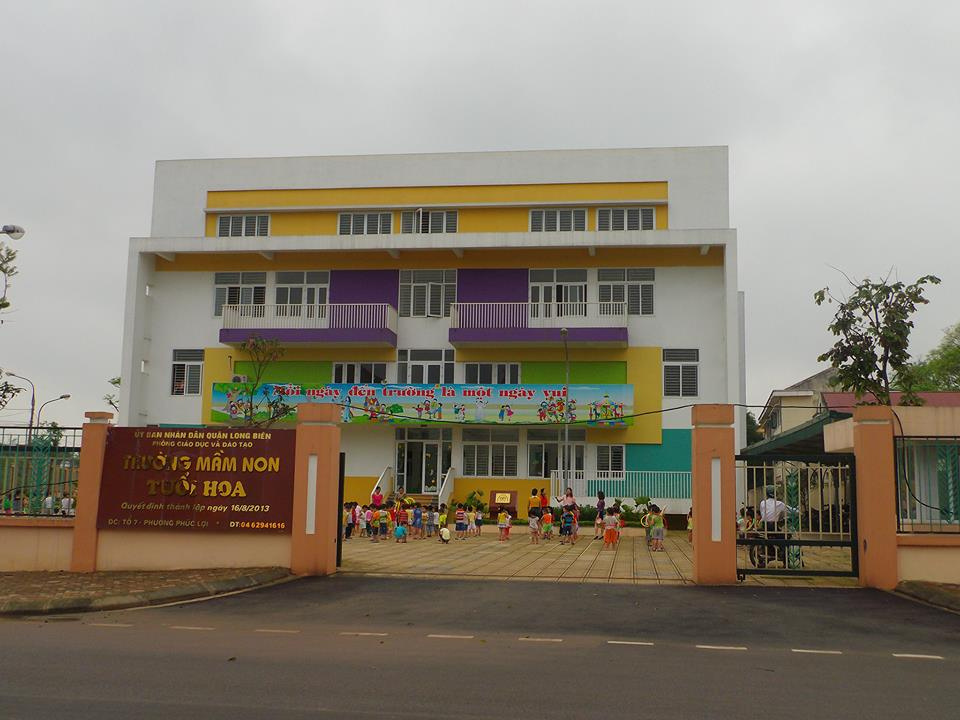 Mỗi ngày đến trường là một ngày vui
ỦY BAN NHÂN DÂN QUẬN LONG BIÊN
PHÒNG GIÁO DỤC VÀ ĐÀO TẠO
TRƯỜNG MẦM NON
TUỔI HOA
Quyết định thành lập ngày 16/8/2013
ĐC: TỔ 7 - PHƯỜNG PHÚC LỢI * ĐT: 04 62941616